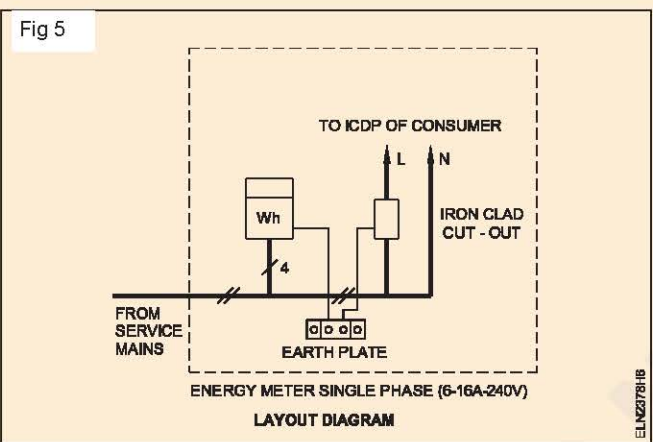 Fig 5
TO ICDP OF CONSUMER
L
N
Wh
IRON CLAD
CUT - OUT
4
FROM
SERVICE
MAINS
EARTH PLATE
ENERGY METER SINGLE PHASE (6-16A-240V)
LAYOUT DIAGRAM
ELN2378H6